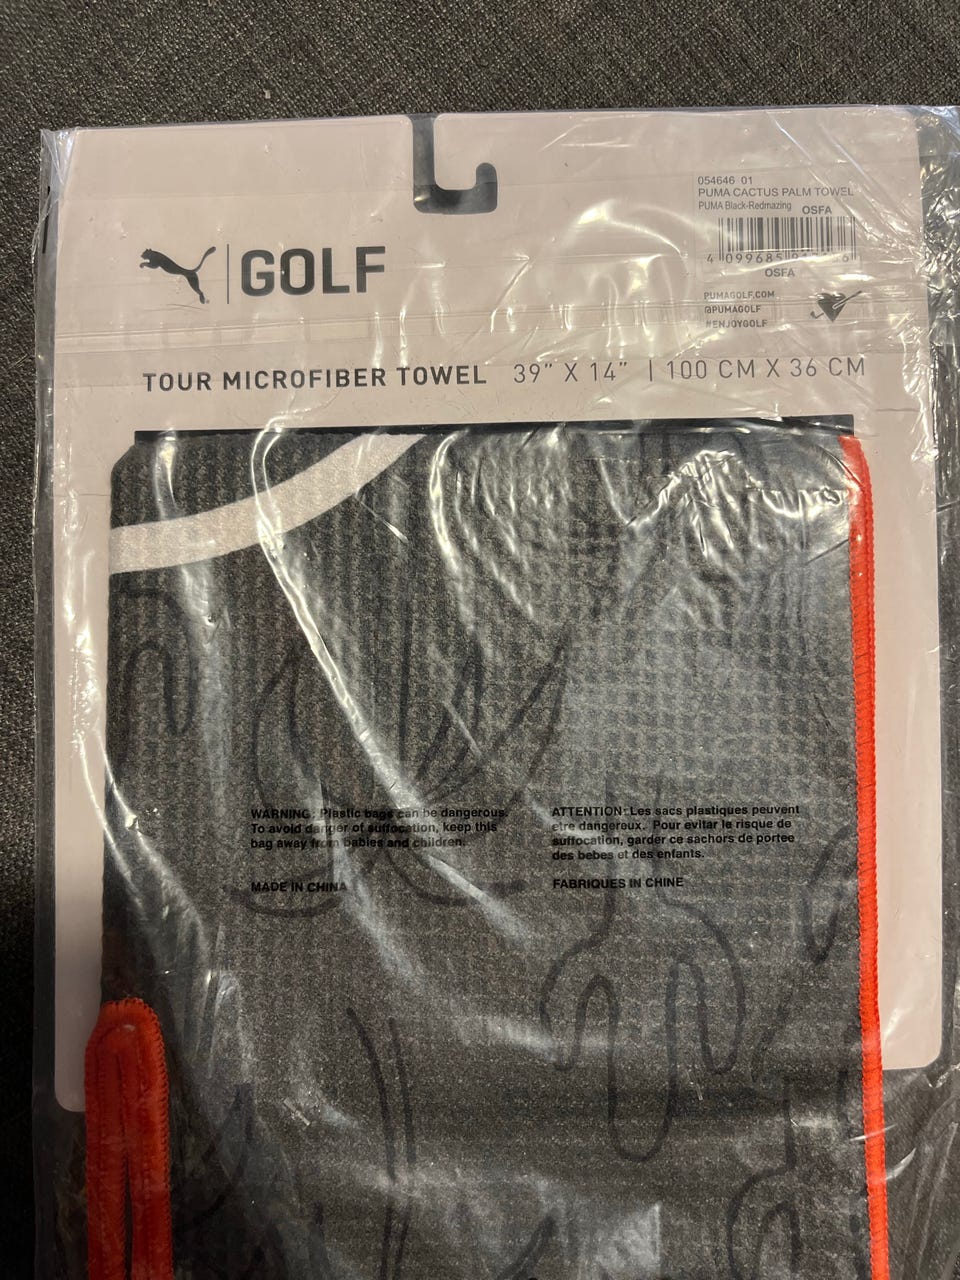 054646 01
PUMA CACTUS PALM TOWEL
PUMA Black-Redmazing OSFA
4 099685
OSFA
GOLF
PUMAGOLF.COM
@PUMAGOLF
#ENJOYGOLF
TOUR MICROFIBER TOWEL 39” X 14” | 100 CM X 36 CM
WARNING: Plastic bags can be dangerous.
To avoid danger of suffocation, keep this
bag away from babies and children.
MADE IN CHINA
ATTENTION: Les sacs plastiques peuvent
etre dangereux. Pour evitar le risque de
suffocation, garder ce sachors de portee
des bebes et des enfants.
FABRIQUES IN CHINE